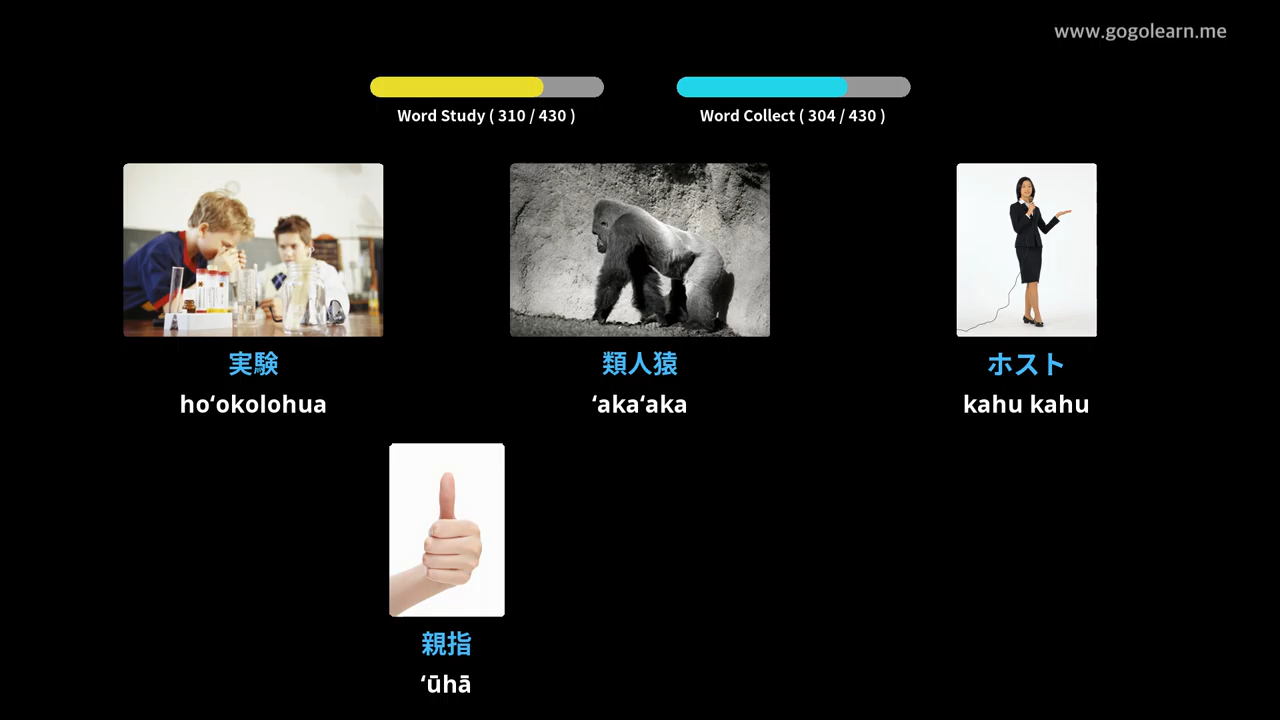 www.gogolearn.me
Word Study ( 310 / 430 )
Word Collect ( 304 / 430 )
実験
hoʻokolohua
類人猿
ʻakaʻaka
ホスト
kahu kahu
親指
ʻūhā